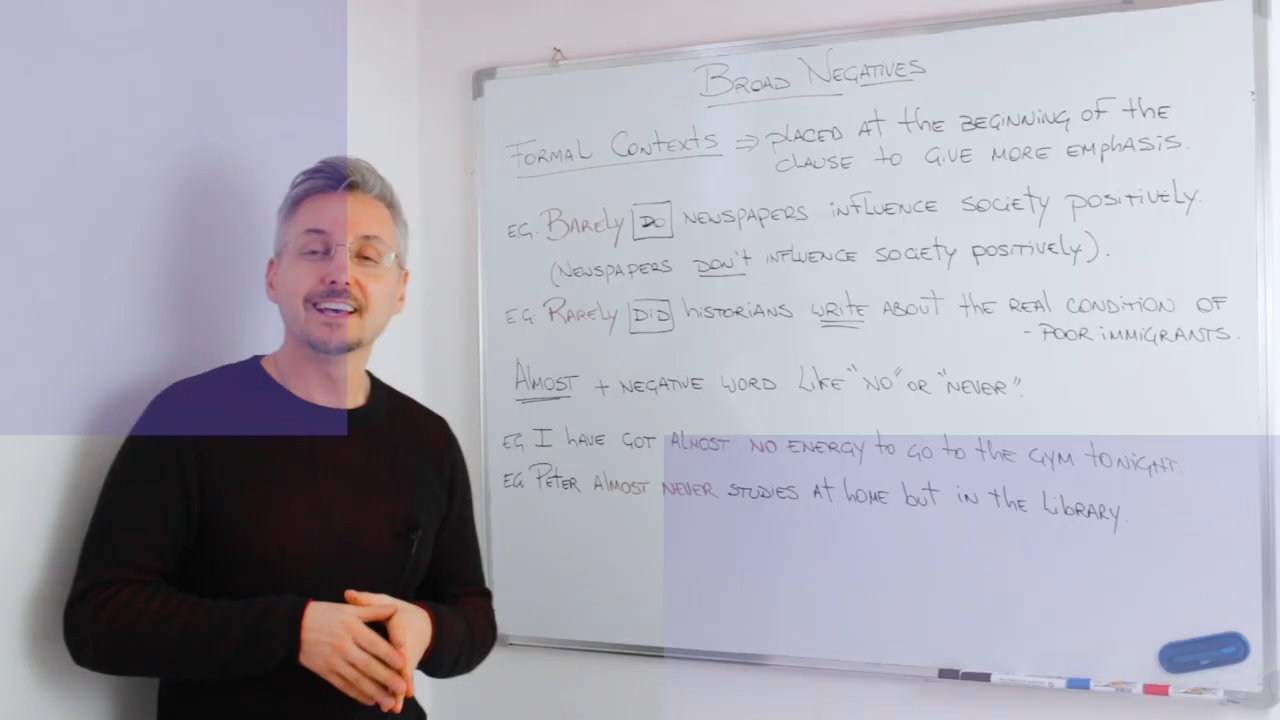 BROAD NEGATIVES
FORMAL CONTEXTS ⇒ PLACED AT the BEGINNING OF the
CLAUSE to GIVE MORE EMPHASIS.
EG. BARELY DO NEWSPAPERS INFLUENCE SOCIETY POSITIVELY.
(NEWSPAPERS DON'T INFLUENCE SOCIETY POSITIVELY).
EG. RARELY DID HISTORIANS WRITE ABOUT the REAL CONDITION OF
- POOR IMMIGRANTS.
ALMOST + NEGATIVE WORD LIKE "NO" OR "NEVER".
EG. I HAVE GOT ALMOST NO ENERGY to GO to the GYM TONIGHT.
EG. PETER ALMOST NEVER STUDIES AT HOME but IN the LIBRARY.